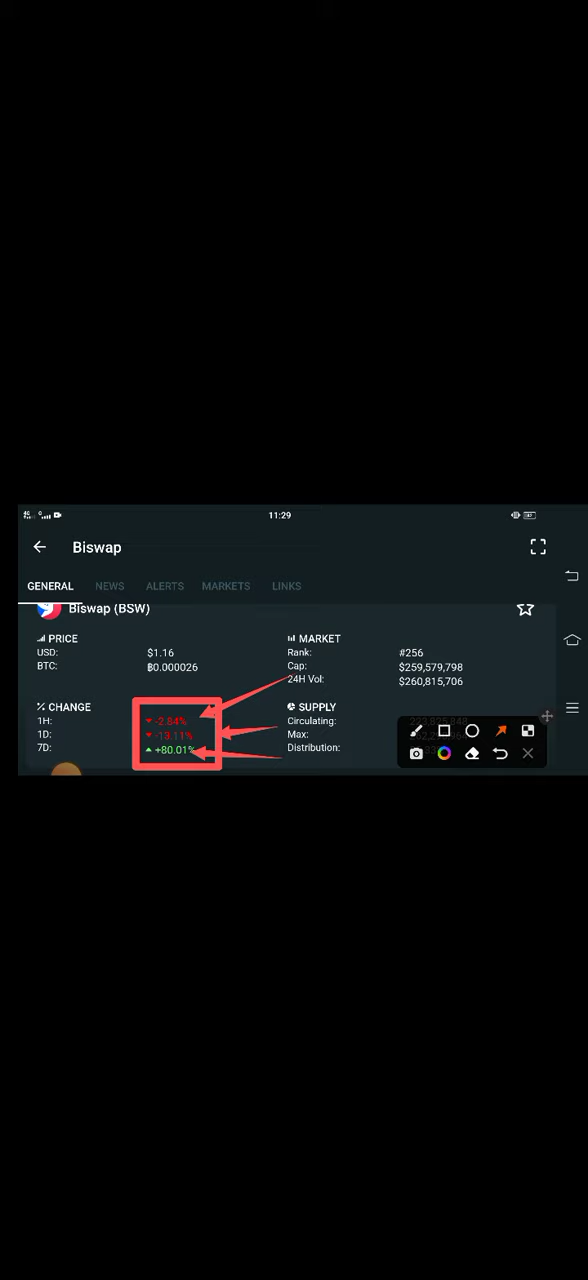 11:29
Biswap
GENERAL NEWS ALERTS MARKETS LINKS
Biswap (BSW)
PRICE
USD: $1.16
BTC: ₿0.000026
MARKET
Rank: #256
Cap: $259,579,798
24H Vol: $260,815,706
CHANGE
1H: -2.84%
1D: -13.11%
7D: +80.01%
SUPPLY
Circulating:
Max:
Distribution: